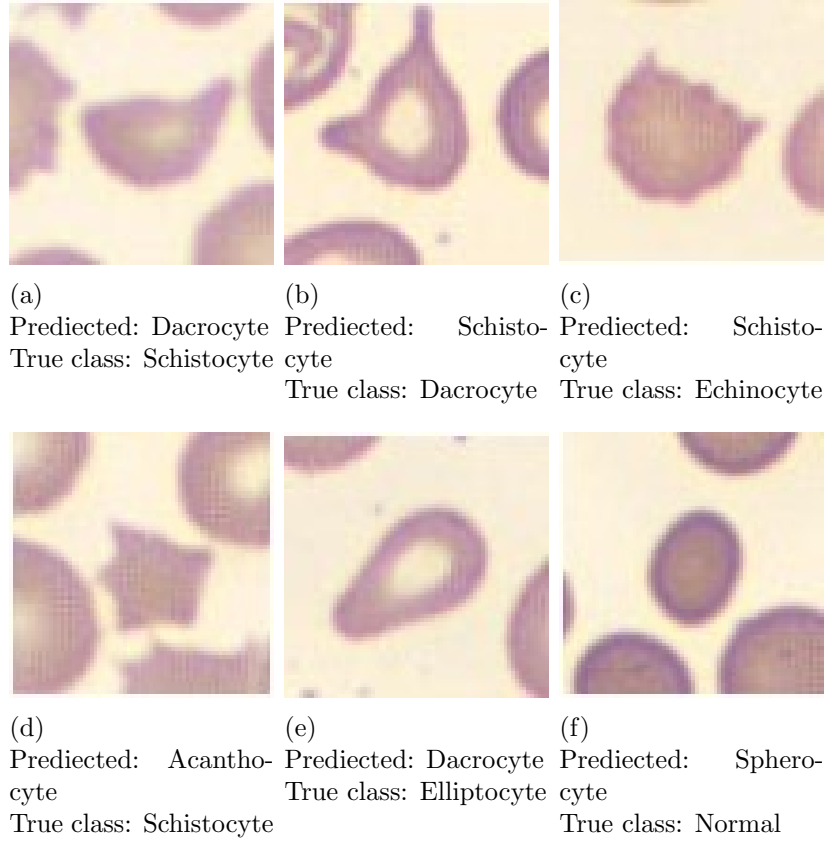 (a)
Prediected: Dacrocyte
True class: Schistocyte
(b)
Prediected: Schisto-
cyte
True class: Dacrocyte
(c)
Prediected: Schisto-
cyte
True class: Echinocyte
(d)
Prediected: Acantho-
cyte
True class: Schistocyte
(e)
Prediected: Dacrocyte
True class: Elliptocyte
(f)
Prediected: Sphero-
cyte
True class: Normal